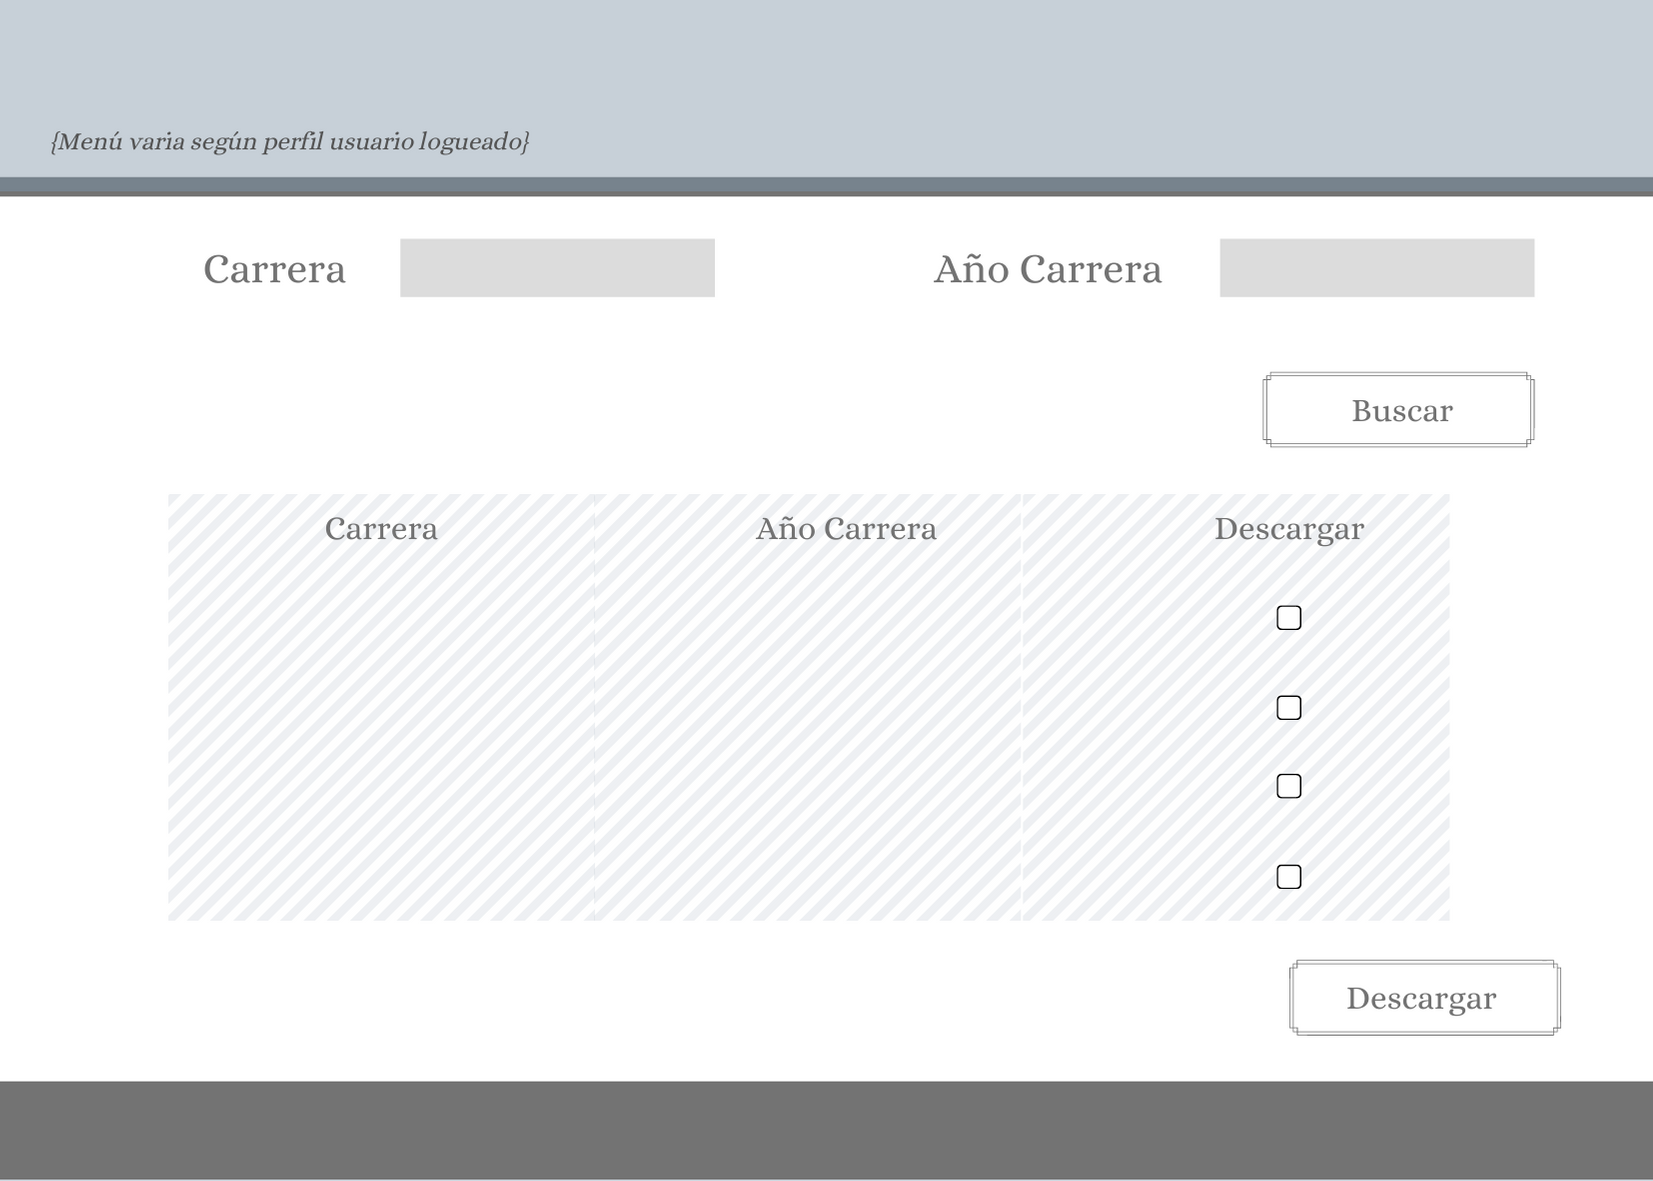 {Menú varia según perfil usuario logueado}
Carrera
Año Carrera
Buscar
Carrera
Año Carrera
Descargar
Descargar